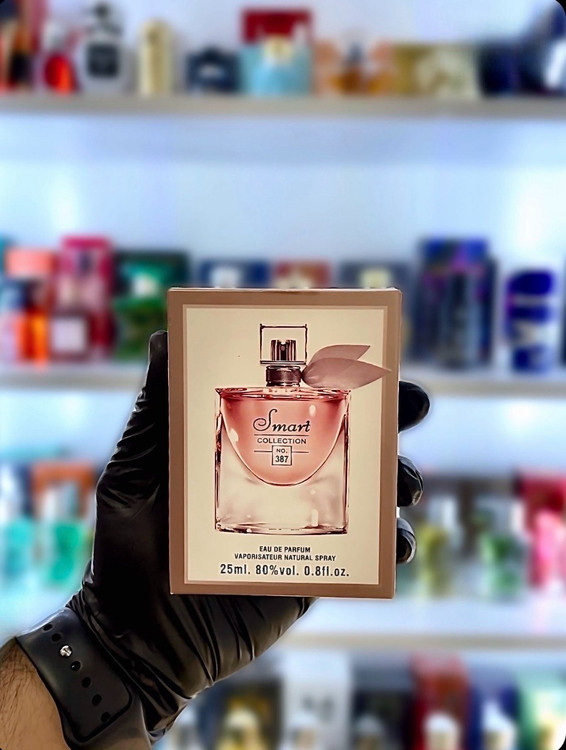 Smart
COLLECTION
NO.
387
EAU DE PARFUM
VAPORISATEUR NATURAL SPRAY
25ml. 80%vol. 0.8fl.oz.